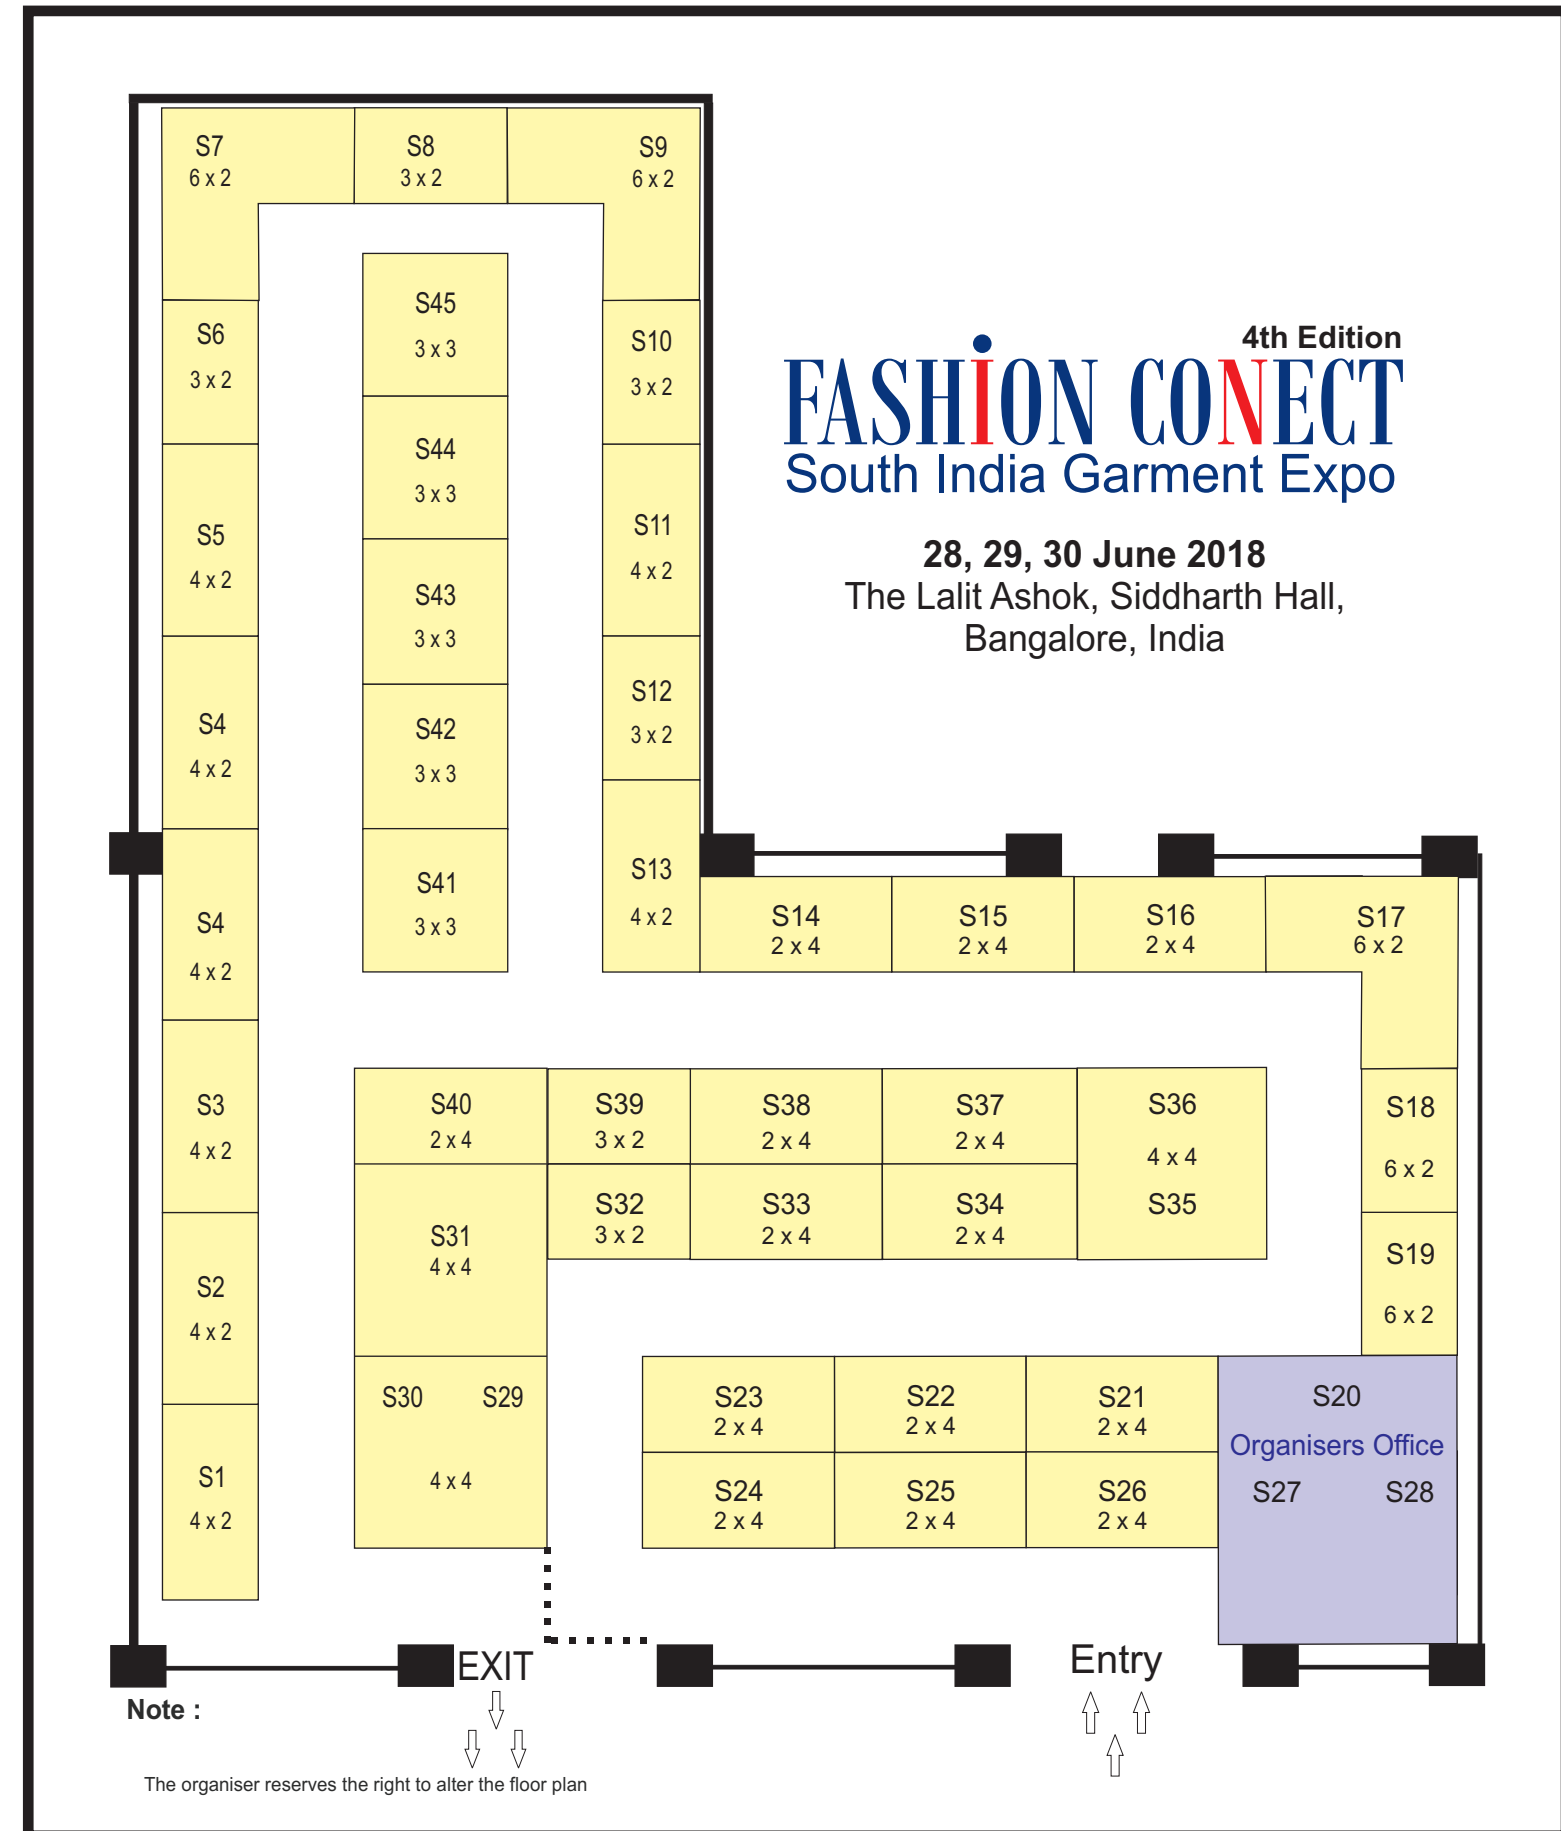 S7
6 x 2
S8
3 x 2
S9
6 x 2
S6
3 x 2
S45
3 x 3
S10
3 x 2
4th Edition
FASHION CONECT
South India Garment Expo
28, 29, 30 June 2018
The Lalit Ashok, Siddharth Hall,
Bangalore, India
S5
4 x 2
S44
3 x 3
S11
4 x 2
S43
3 x 3
S4
4 x 2
S42
3 x 3
S12
3 x 2
S4
4 x 2
S41
3 x 3
S13
4 x 2
S14
2 x 4
S15
2 x 4
S16
2 x 4
S17
6 x 2
S3
4 x 2
S40
2 x 4
S39
3 x 2
S38
2 x 4
S37
2 x 4
S36
4 x 4
S35
S18
6 x 2
S31
4 x 4
S32
3 x 2
S33
2 x 4
S34
2 x 4
S19
6 x 2
S2
4 x 2
S30 S29
4 x 4
S23
2 x 4
S22
2 x 4
S21
2 x 4
S20
Organisers Office
S27 S28
S1
4 x 2
S24
2 x 4
S25
2 x 4
S26
2 x 4
EXIT
Entry
Note :
The organiser reserves the right to alter the floor plan